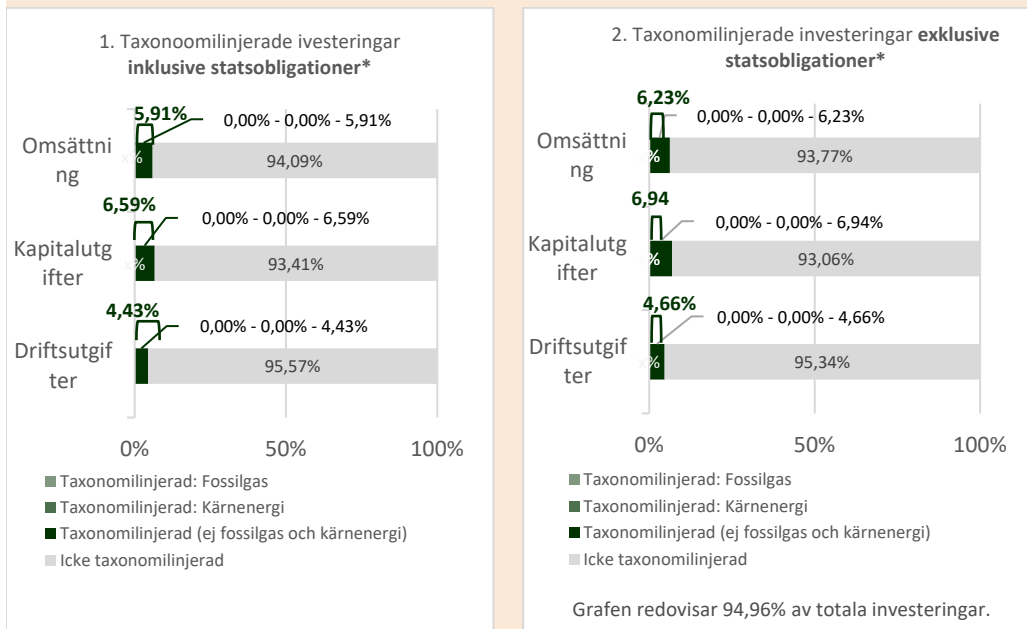 1. Taxonoomilinjerade ivesteringar
inklusive statsobligationer*
5,91%
0,00% - 0,00% - 5,91%
Omsättni
ng
%
94,09%
6,59%
0,00% - 0,00% - 6,59%
Kapitalutg
ifter
%
93,41%
4,43%
0,00% - 0,00% - 4,43%
Driftsutgif
ter
95,57%
0% 50% 100%
Taxonomilinjerad: Fossilgas
Taxonomilinjerad: Kärnenergi
Taxonomilinjerad (ej fossilgas och kärnenergi)
Icke taxonomilinjerad
2. Taxonomilinjerade investeringar exklusive
statsobligationer*
6,23%
0,00% - 0,00% - 6,23%
Omsättni
ng
%
93,77%
6,94
0,00% - 0,00% - 6,94%
Kapitalutg
ifter
%
93,06%
4,66%
0,00% - 0,00% - 4,66%
Driftsutgif
ter
%
95,34%
0% 50% 100%
Taxonomilinjerad: Fossilgas
Taxonomilinjerad: Kärnenergi
Taxonomilinjerad (ej fossilgas och kärnenergi)
Icke taxonomilinjerad
Grafen redovisar 94,96% av totala investeringar.